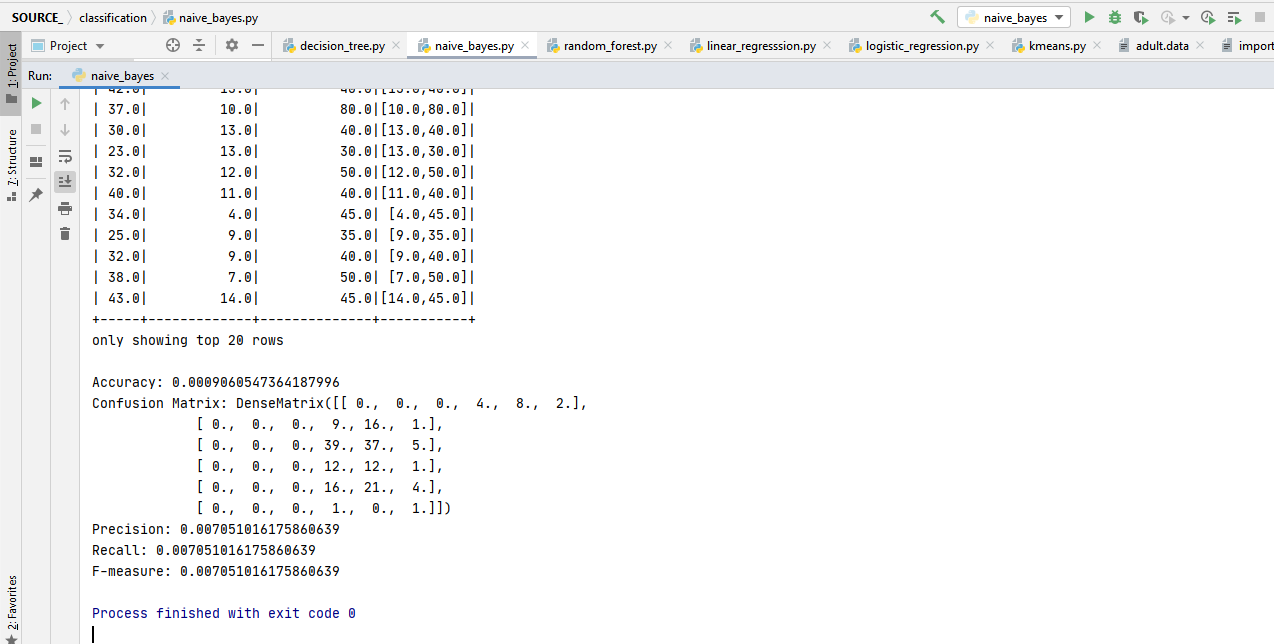 SOURCE_ classification naive_bayes.py naive_bayes
1: Project Project decision_tree.py naive_bayes.py random_forest.py linear_regresssion.py logistic_regression.py kmeans.py adult.data import
Run: naive_bayes
| 42.0| 13.0| 40.0|[13.0,40.0]|
| 37.0| 10.0| 80.0|[10.0,80.0]|
| 30.0| 13.0| 40.0|[13.0,40.0]|
| 23.0| 13.0| 30.0|[13.0,30.0]|
| 32.0| 12.0| 50.0|[12.0,50.0]|
| 40.0| 11.0| 40.0|[11.0,40.0]|
| 34.0| 4.0| 45.0| [4.0,45.0]|
| 25.0| 9.0| 35.0| [9.0,35.0]|
| 32.0| 9.0| 40.0| [9.0,40.0]|
| 38.0| 7.0| 50.0| [7.0,50.0]|
| 43.0| 14.0| 45.0|[14.0,45.0]|
+-----+-------------+--------------+-----------+
only showing top 20 rows
Accuracy: 0.0009060547364187996
Confusion Matrix: DenseMatrix([[ 0., 0., 0., 4., 8., 2.],
[ 0., 0., 0., 9., 16., 1.],
[ 0., 0., 0., 39., 37., 5.],
[ 0., 0., 0., 12., 12., 1.],
[ 0., 0., 0., 16., 21., 4.],
[ 0., 0., 0., 1., 0., 1.]])
Precision: 0.007051016175860639
Recall: 0.007051016175860639
F-measure: 0.007051016175860639
Process finished with exit code 0
7: Structure
2: Favorites